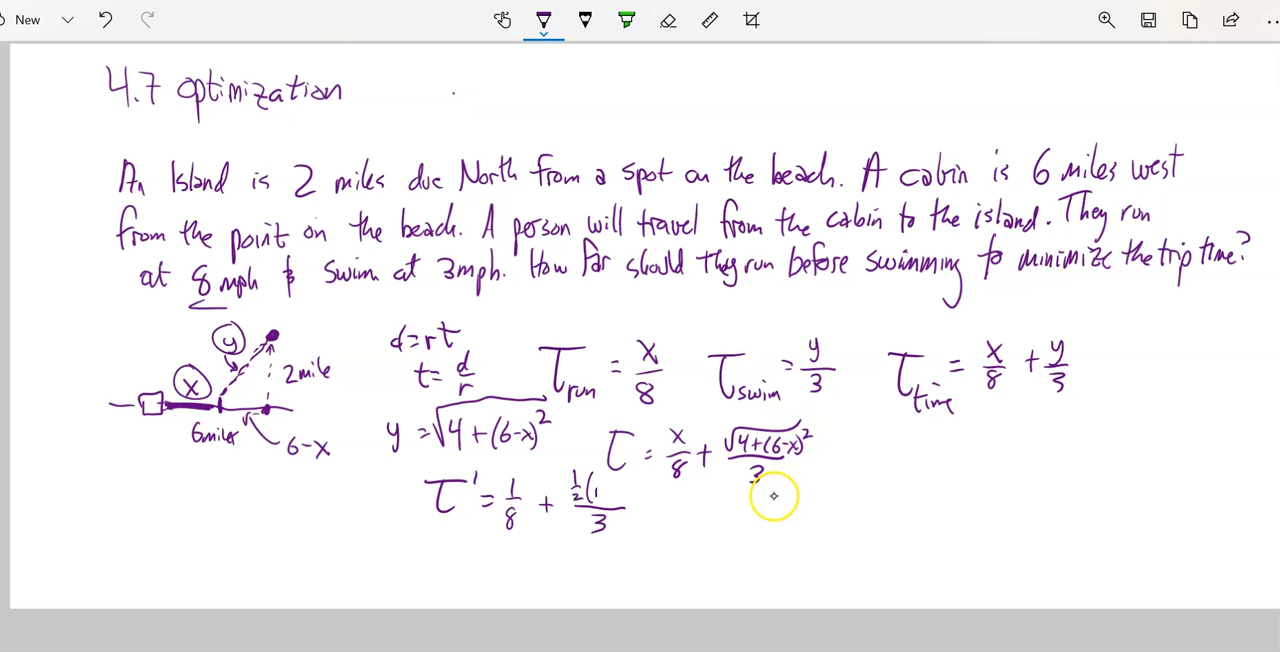 New
4.7 optimization
An Island is 2 miles due North from a spot on the beach. A cabin is 6 miles west
from the point on the beach. A person will travel from the cabin to the island. They run
at 8 mph & Swim at 3mph. How far should they run before swimming to minimize the trip time?
y
x
2 mile
6 miles
6-x
d=rt
t = d/r
T run = x/8   T swim = y/3   T time = x/8 + y/3
y = √4+(6-x)²   T = x/8 + √4+(6-x)²/3
T' = 1/8 + ½(/3